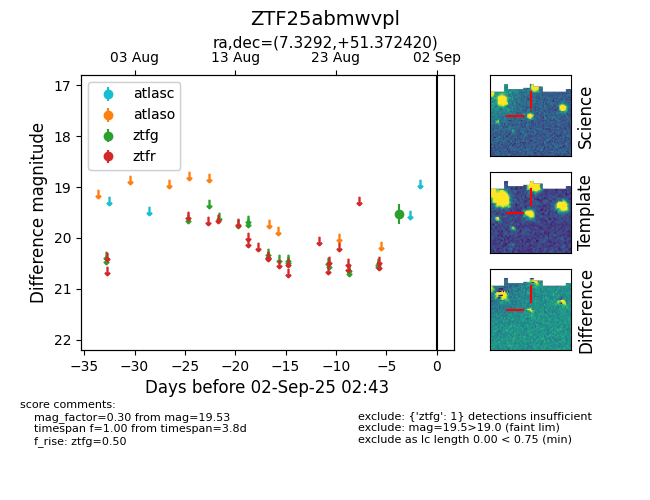 ZTF25abmwvpl
ra,dec=(7.3292,+51.372420)
03 Aug 13 Aug 23 Aug 02 Sep
atlasc
atlaso
ztfg
ztfr
17
18
19
20
21
22
Difference magnitude
−35 −30 −25 −20 −15 −10 −5 0
Days before 02-Sep-25 02:43
Science
Template
Difference
score comments:
mag_factor=0.30 from mag=19.53
timespan f=1.00 from timespan=3.8d
f_rise: ztfg=0.50
exclude: {'ztfg': 1} detections insufficient
exclude: mag=19.5>19.0 (faint lim)
exclude as lc length 0.00 < 0.75 (min)